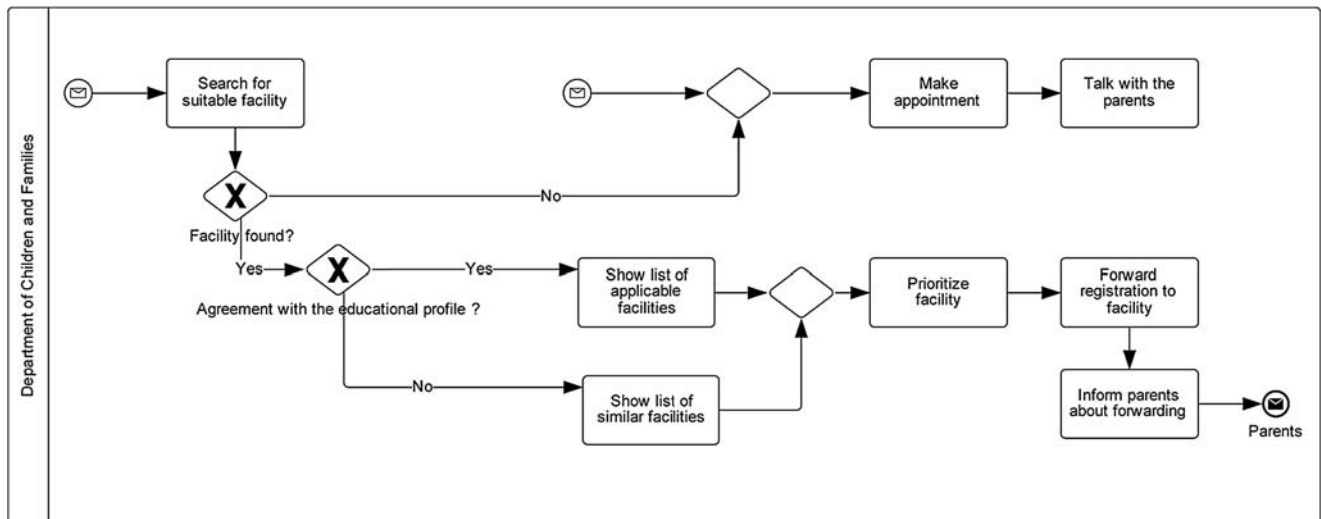 Department of Children and Families
Search for
suitable facility
Make
appointment
Talk with the
parents
X
No
Facility found?
Yes
X
Yes
Agreement with the educational profile ?
Show list of
applicable
facilities
Prioritize
facility
Forward
registration to
facility
No
Show list of
similar facilities
Inform parents
about forwarding
Parents